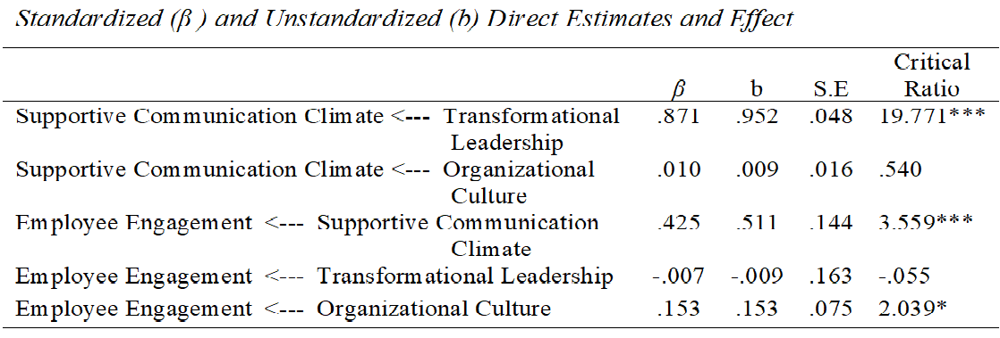 Standardized (β ) and Unstandardized (b) Direct Estimates and Effect
Critical
β b S.E Ratio
Supportive Communication Climate <--- Transformational .871 .952 .048 19.771***
Leadership
Supportive Communication Climate <--- Organizational .010 .009 .016 .540
Culture
Employee Engagement <--- Supportive Communication .425 .511 .144 3.559***
Climate
Employee Engagement <--- Transformational Leadership -.007 -.009 .163 -.055
Employee Engagement <--- Organizational Culture .153 .153 .075 2.039*